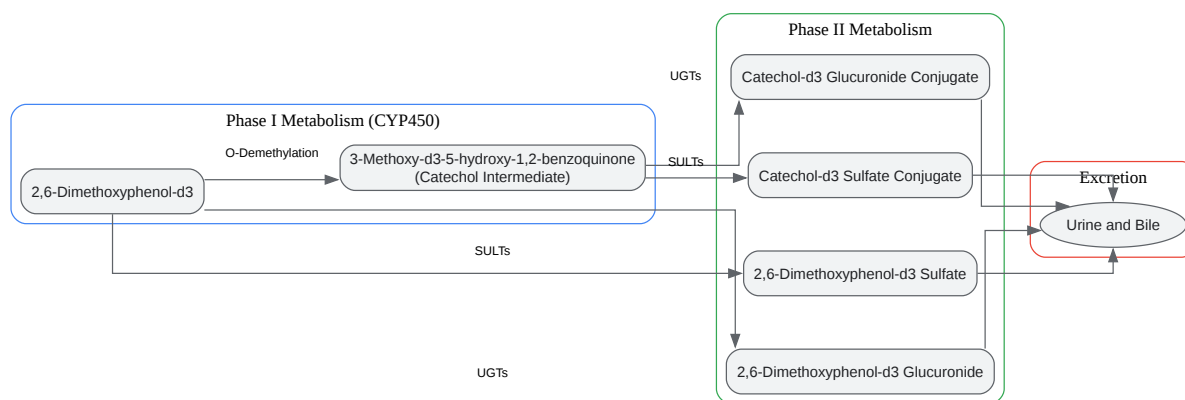 Phase II Metabolism
UGTs
Catechol-d3 Glucuronide Conjugate
Phase I Metabolism (CYP450)
O-Demethylation
3-Methoxy-d3-5-hydroxy-1,2-benzoquinone
(Catechol Intermediate)
SULTs
Catechol-d3 Sulfate Conjugate
Excretion
2,6-Dimethoxyphenol-d3
Urine and Bile
SULTs
2,6-Dimethoxyphenol-d3 Sulfate
UGTs
2,6-Dimethoxyphenol-d3 Glucuronide